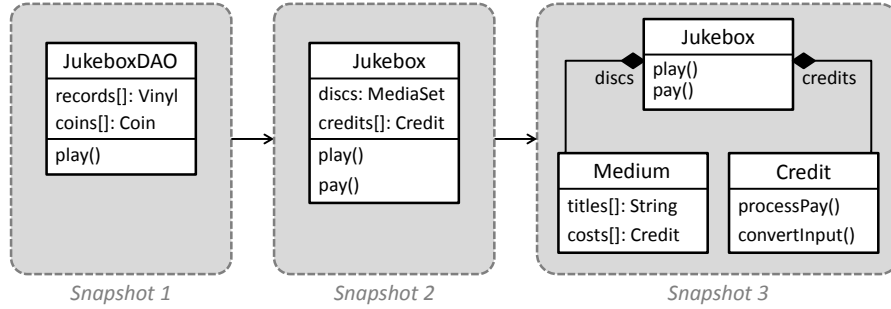 JukeboxDAO
records[]: Vinyl
coins[]: Coin
play()
Snapshot 1
Jukebox
discs: MediaSet
credits[]: Credit
play()
pay()
Snapshot 2
Jukebox
play()
pay()
discs
credits
Medium
titles[]: String
costs[]: Credit
Credit
processPay()
convertInput()
Snapshot 3